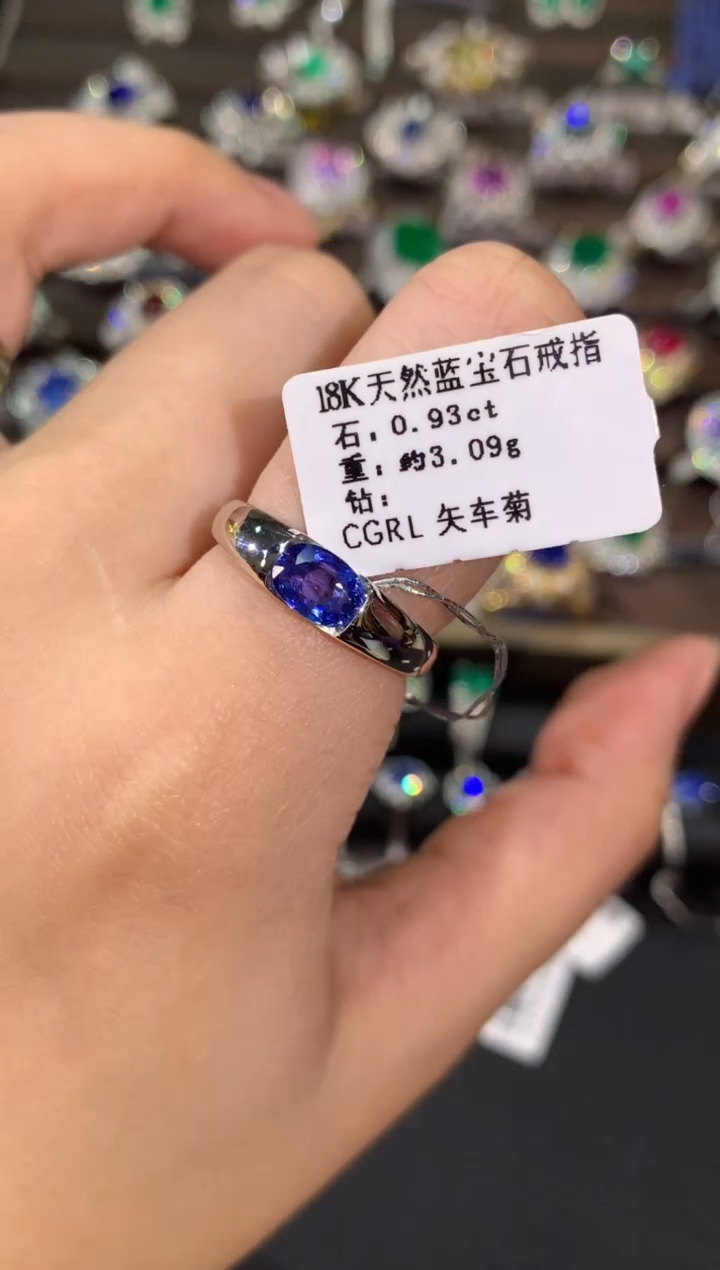 18K天然蓝宝石戒指
石:0.93ct
重:约3.09g
钻:
CGRL 矢车菊